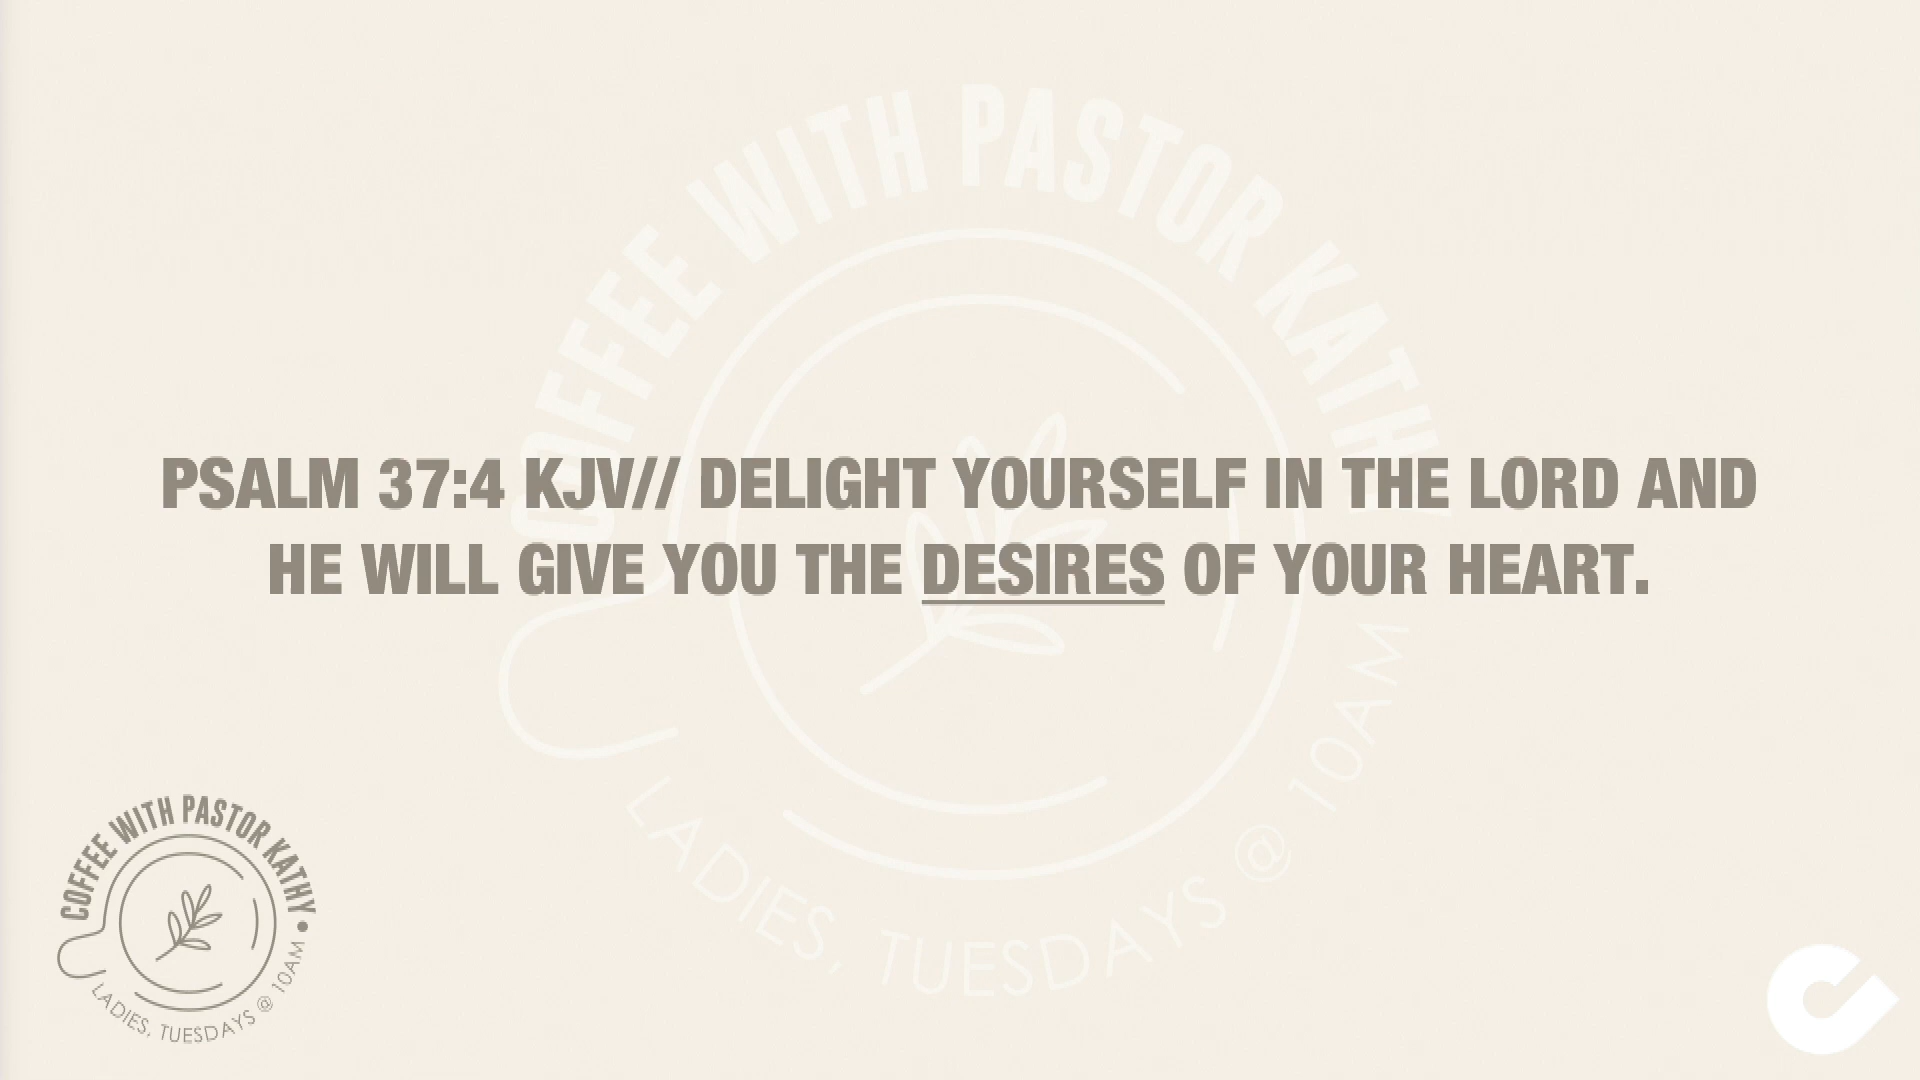 COFFEE WITH PASTOR KATHY
PSALM 37:4 KJV// DELIGHT YOURSELF IN THE LORD AND
HE WILL GIVE YOU THE DESIRES OF YOUR HEART.
LADIES, TUESDAYS @ 10AM
COFFEE WITH PASTOR KATHY •
LADIES, TUESDAYS @ 10AM